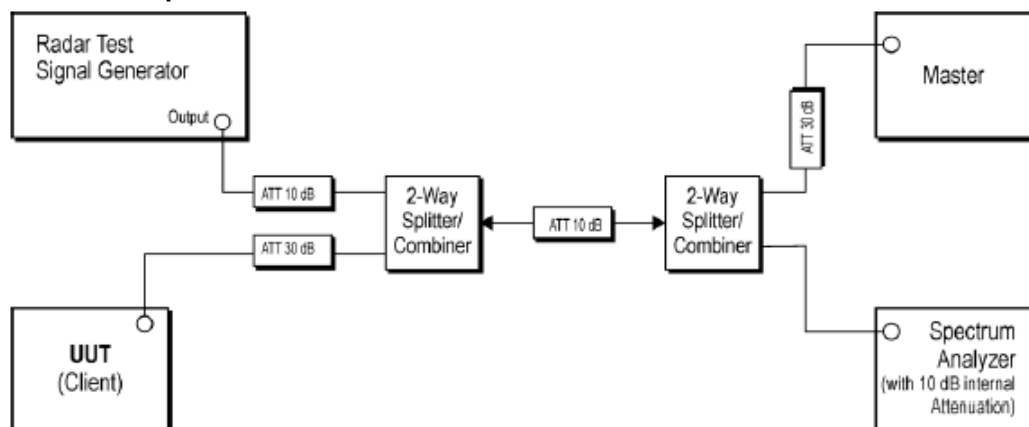 Radar Test
Signal Generator
Output
ATT 10 dB
ATT 30 dB
2-Way
Splitter/
Combiner
ATT 10 dB
2-Way
Splitter/
Combiner
ATT 30 dB
Master
UUT
(Client)
Spectrum
Analyzer
(with 10 dB internal
Attenuation)